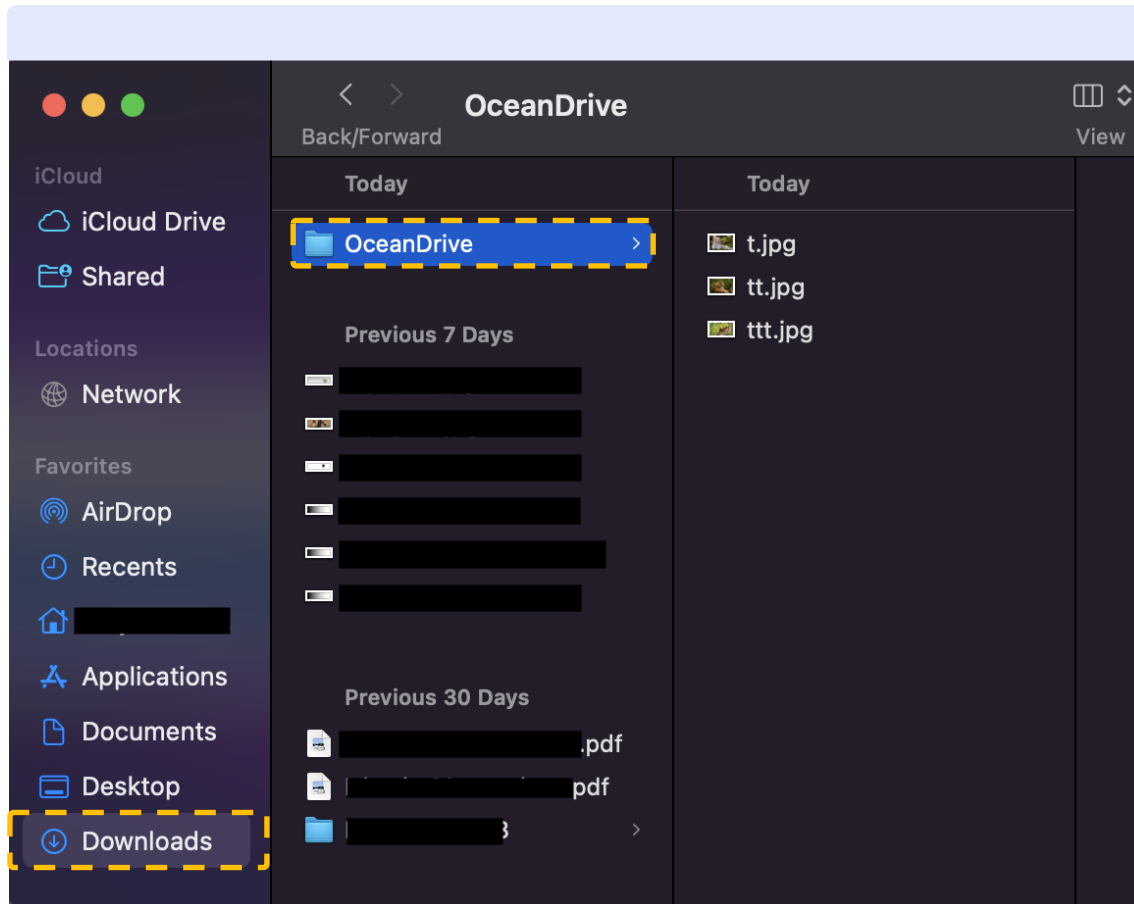 OceanDrive
Back/Forward
View
iCloud
iCloud Drive
Shared
Locations
Network
Favorites
AirDrop
Recents
Applications
Documents
Desktop
Downloads
Today
OceanDrive
Previous 7 Days
Previous 30 Days
.pdf
pdf
Today
t.jpg
tt.jpg
ttt.jpg